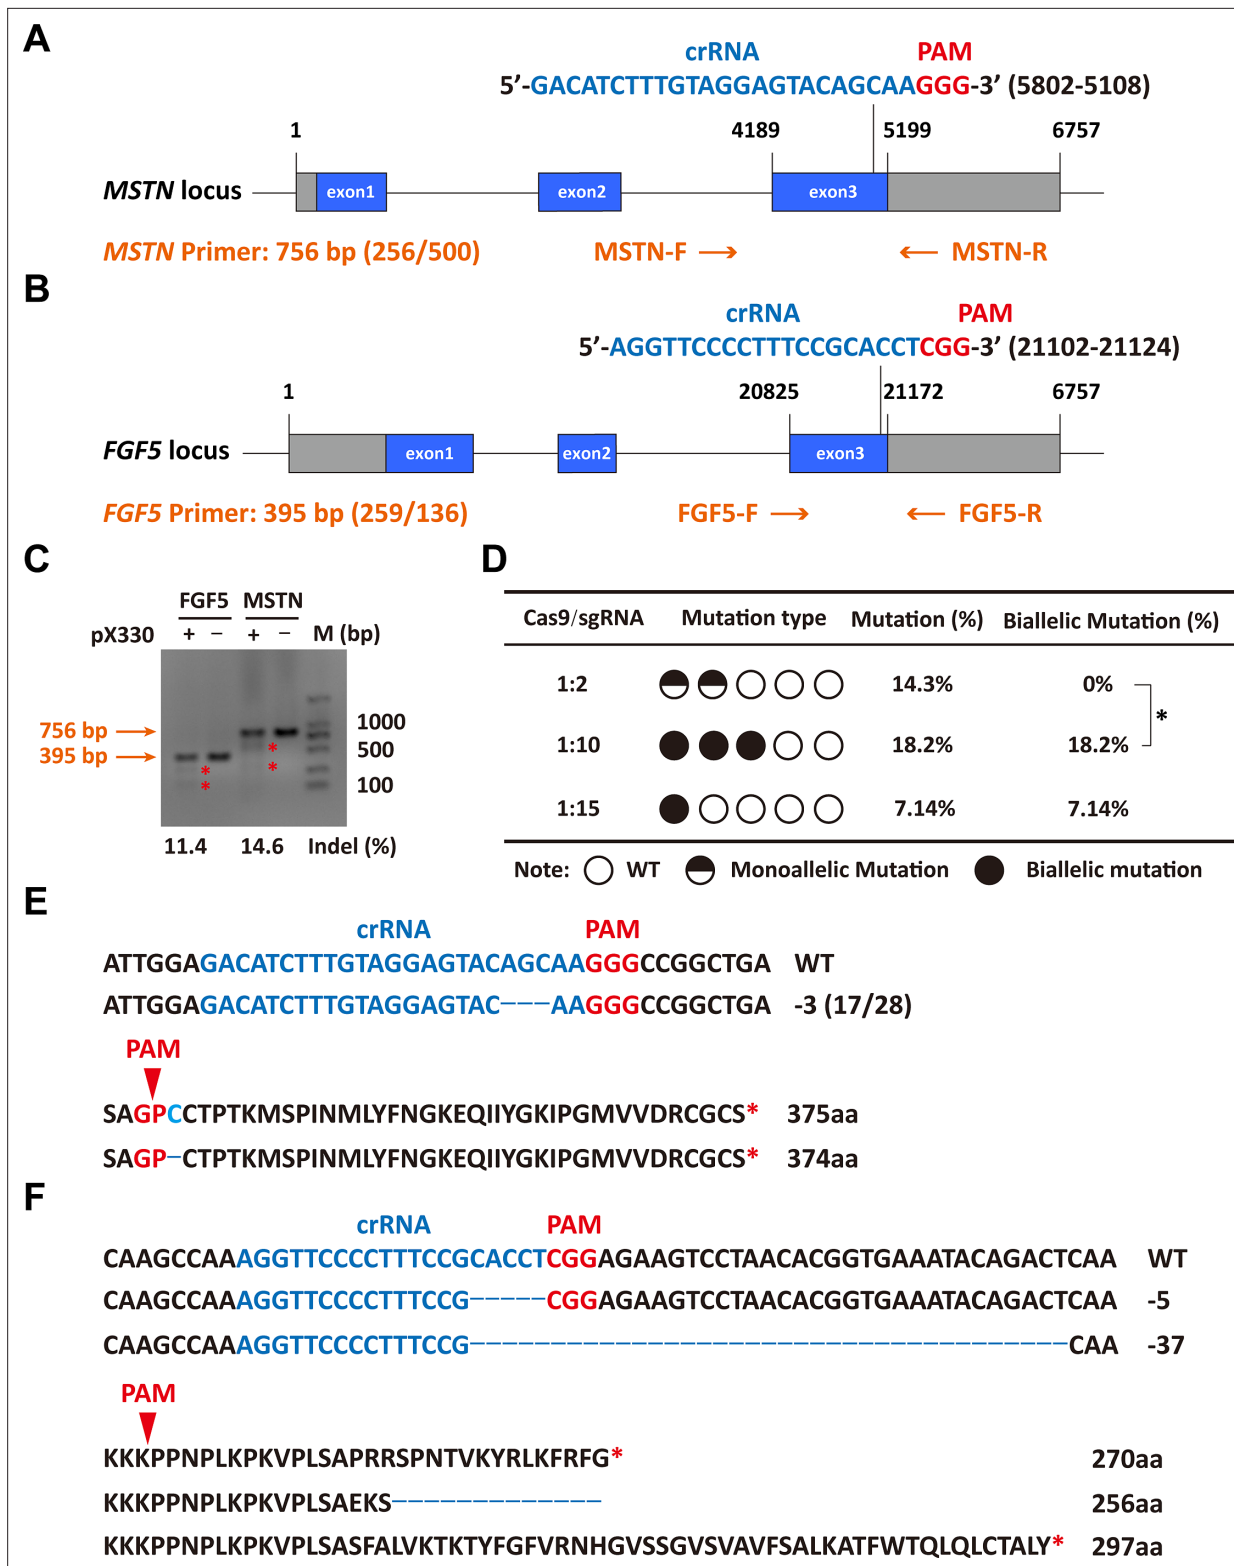 A
crRNA PAM
5’-GACATCTTTGTAGGAGTACAGCAAGGG-3’ (5802-5108)
1 4189 5199 6757
MSTN locus exon1 exon2 exon3
MSTN Primer: 756 bp (256/500) MSTN-F MSTN-R
B
crRNA PAM
5’-AGGTTCCCCTTTCCGCACCTCGG-3’ (21102-21124)
1 20825 21172 6757
FGF5 locus exon1 exon2 exon3
FGF5 Primer: 395 bp (259/136) FGF5-F FGF5-R
C
FGF5 MSTN
pX330 + − + − M (bp)
756 bp 1000
395 bp * 500
* * 100
*
11.4 14.6 Indel (%)
D
Cas9/sgRNA Mutation type Mutation (%) Biallelic Mutation (%)
1:2 14.3% 0%
*
1:10 18.2% 18.2%
1:15 7.14% 7.14%
Note: WT Monoallelic Mutation Biallelic mutation
E
crRNA PAM
ATTGGAGACATCTTTGTAGGAGTACAGCAAGGGCCGGCTGA WT
ATTGGAGACATCTTTGTAGGAGTAC---AAGGGCCGGCTGA -3 (17/28)
PAM
SAGPCCTPTKMSPINMLYFNGKEQIIYGKIPGMVVDRCGCS* 375aa
SAGP-CTPTKMSPINMLYFNGKEQIIYGKIPGMVVDRCGCS* 374aa
F
crRNA PAM
CAAGCCAAAAGGTTCCCCTTTCCGCACCTCGGAGAAGTCCTAACACGGTGAAATACAGACTCAA WT
CAAGCCAAAAGGTTCCCCTTTCCG-----CGGAGAAGTCCTAACACGGTGAAATACAGACTCAA -5
CAAGCCAAAAGGTTCCCCTTTCCG-------------------------------------CAA -37
PAM
KKKPPNPLKPKVPLSAPRRSPNTVKYRLKFRFG* 270aa
KKKPPNPLKPKVPLSAEKS------------- 256aa
KKKPPNPLKPKVPLSASFALVKTKTYFGFVRNHGVSSGVSVAVFSALKATFWTQLQLCTALY* 297aa